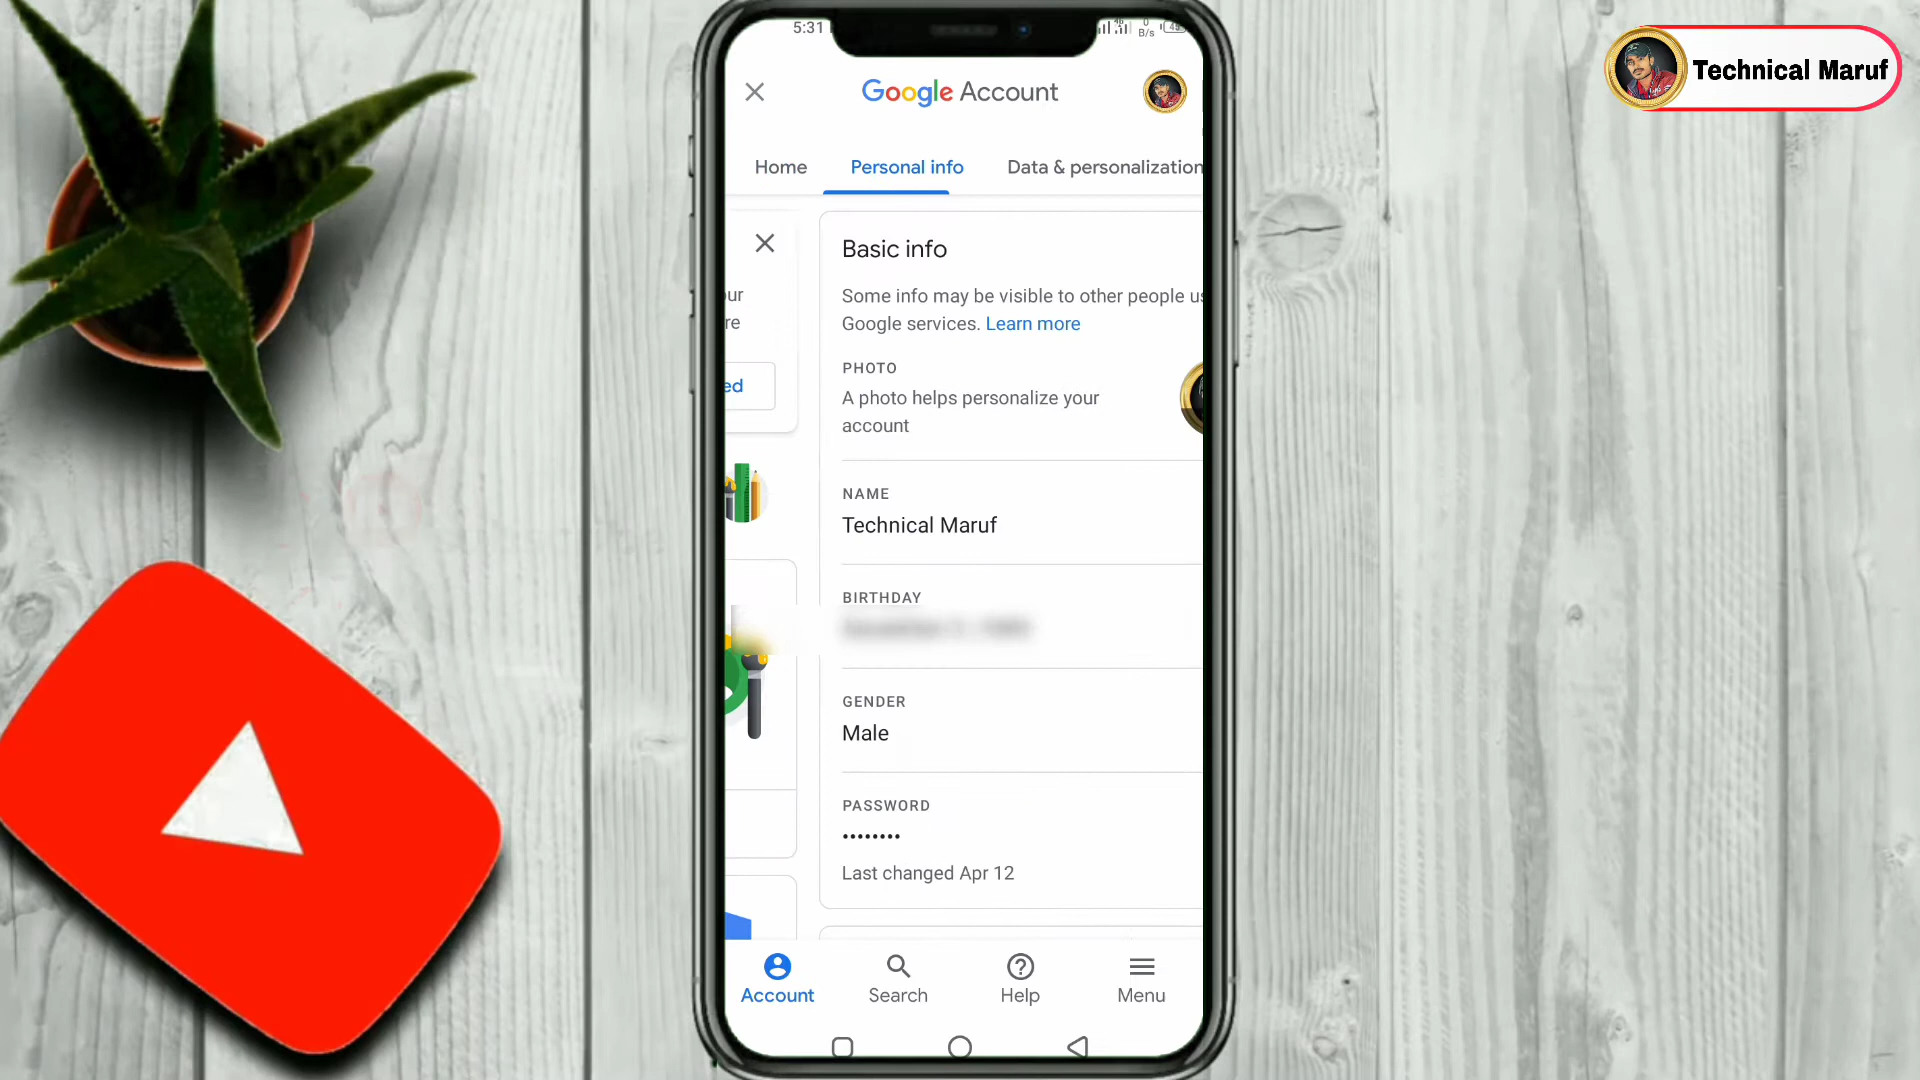 5:31
B/s
Technical Maruf
Google Account
Home
Personal info
Data & personalization
Basic info
ur
Some info may be visible to other people us
re
Google services. Learn more
PHOTO
ed
A photo helps personalize your
account
NAME
Technical Maruf
BIRTHDAY
GENDER
Male
PASSWORD
••••••••
Last changed Apr 12
Account
Search
Help
Menu